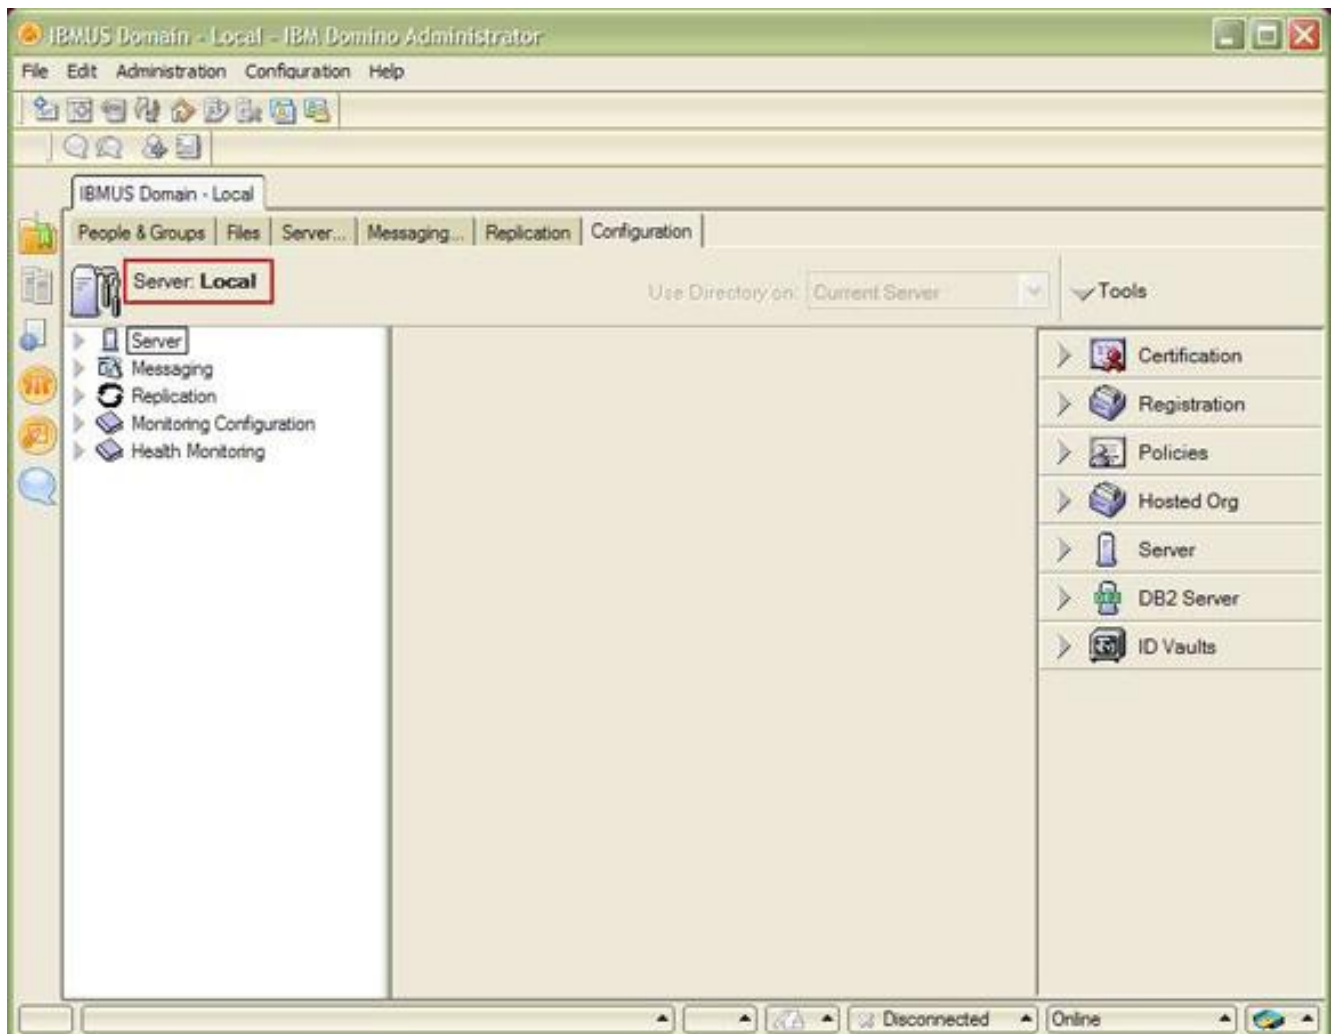 IBMUS Domain - Local - IBM Domino Administrator
File Edit Administration Configuration Help
IBMUS Domain - Local
People & Groups Files Server... Messaging... Replication Configuration
Server: Local
Use Directory on: Current Server
Tools
Server
Messaging
Replication
Monitoring Configuration
Health Monitoring
Certification
Registration
Policies
Hosted Org
Server
DB2 Server
ID Vaults
Disconnected
Online